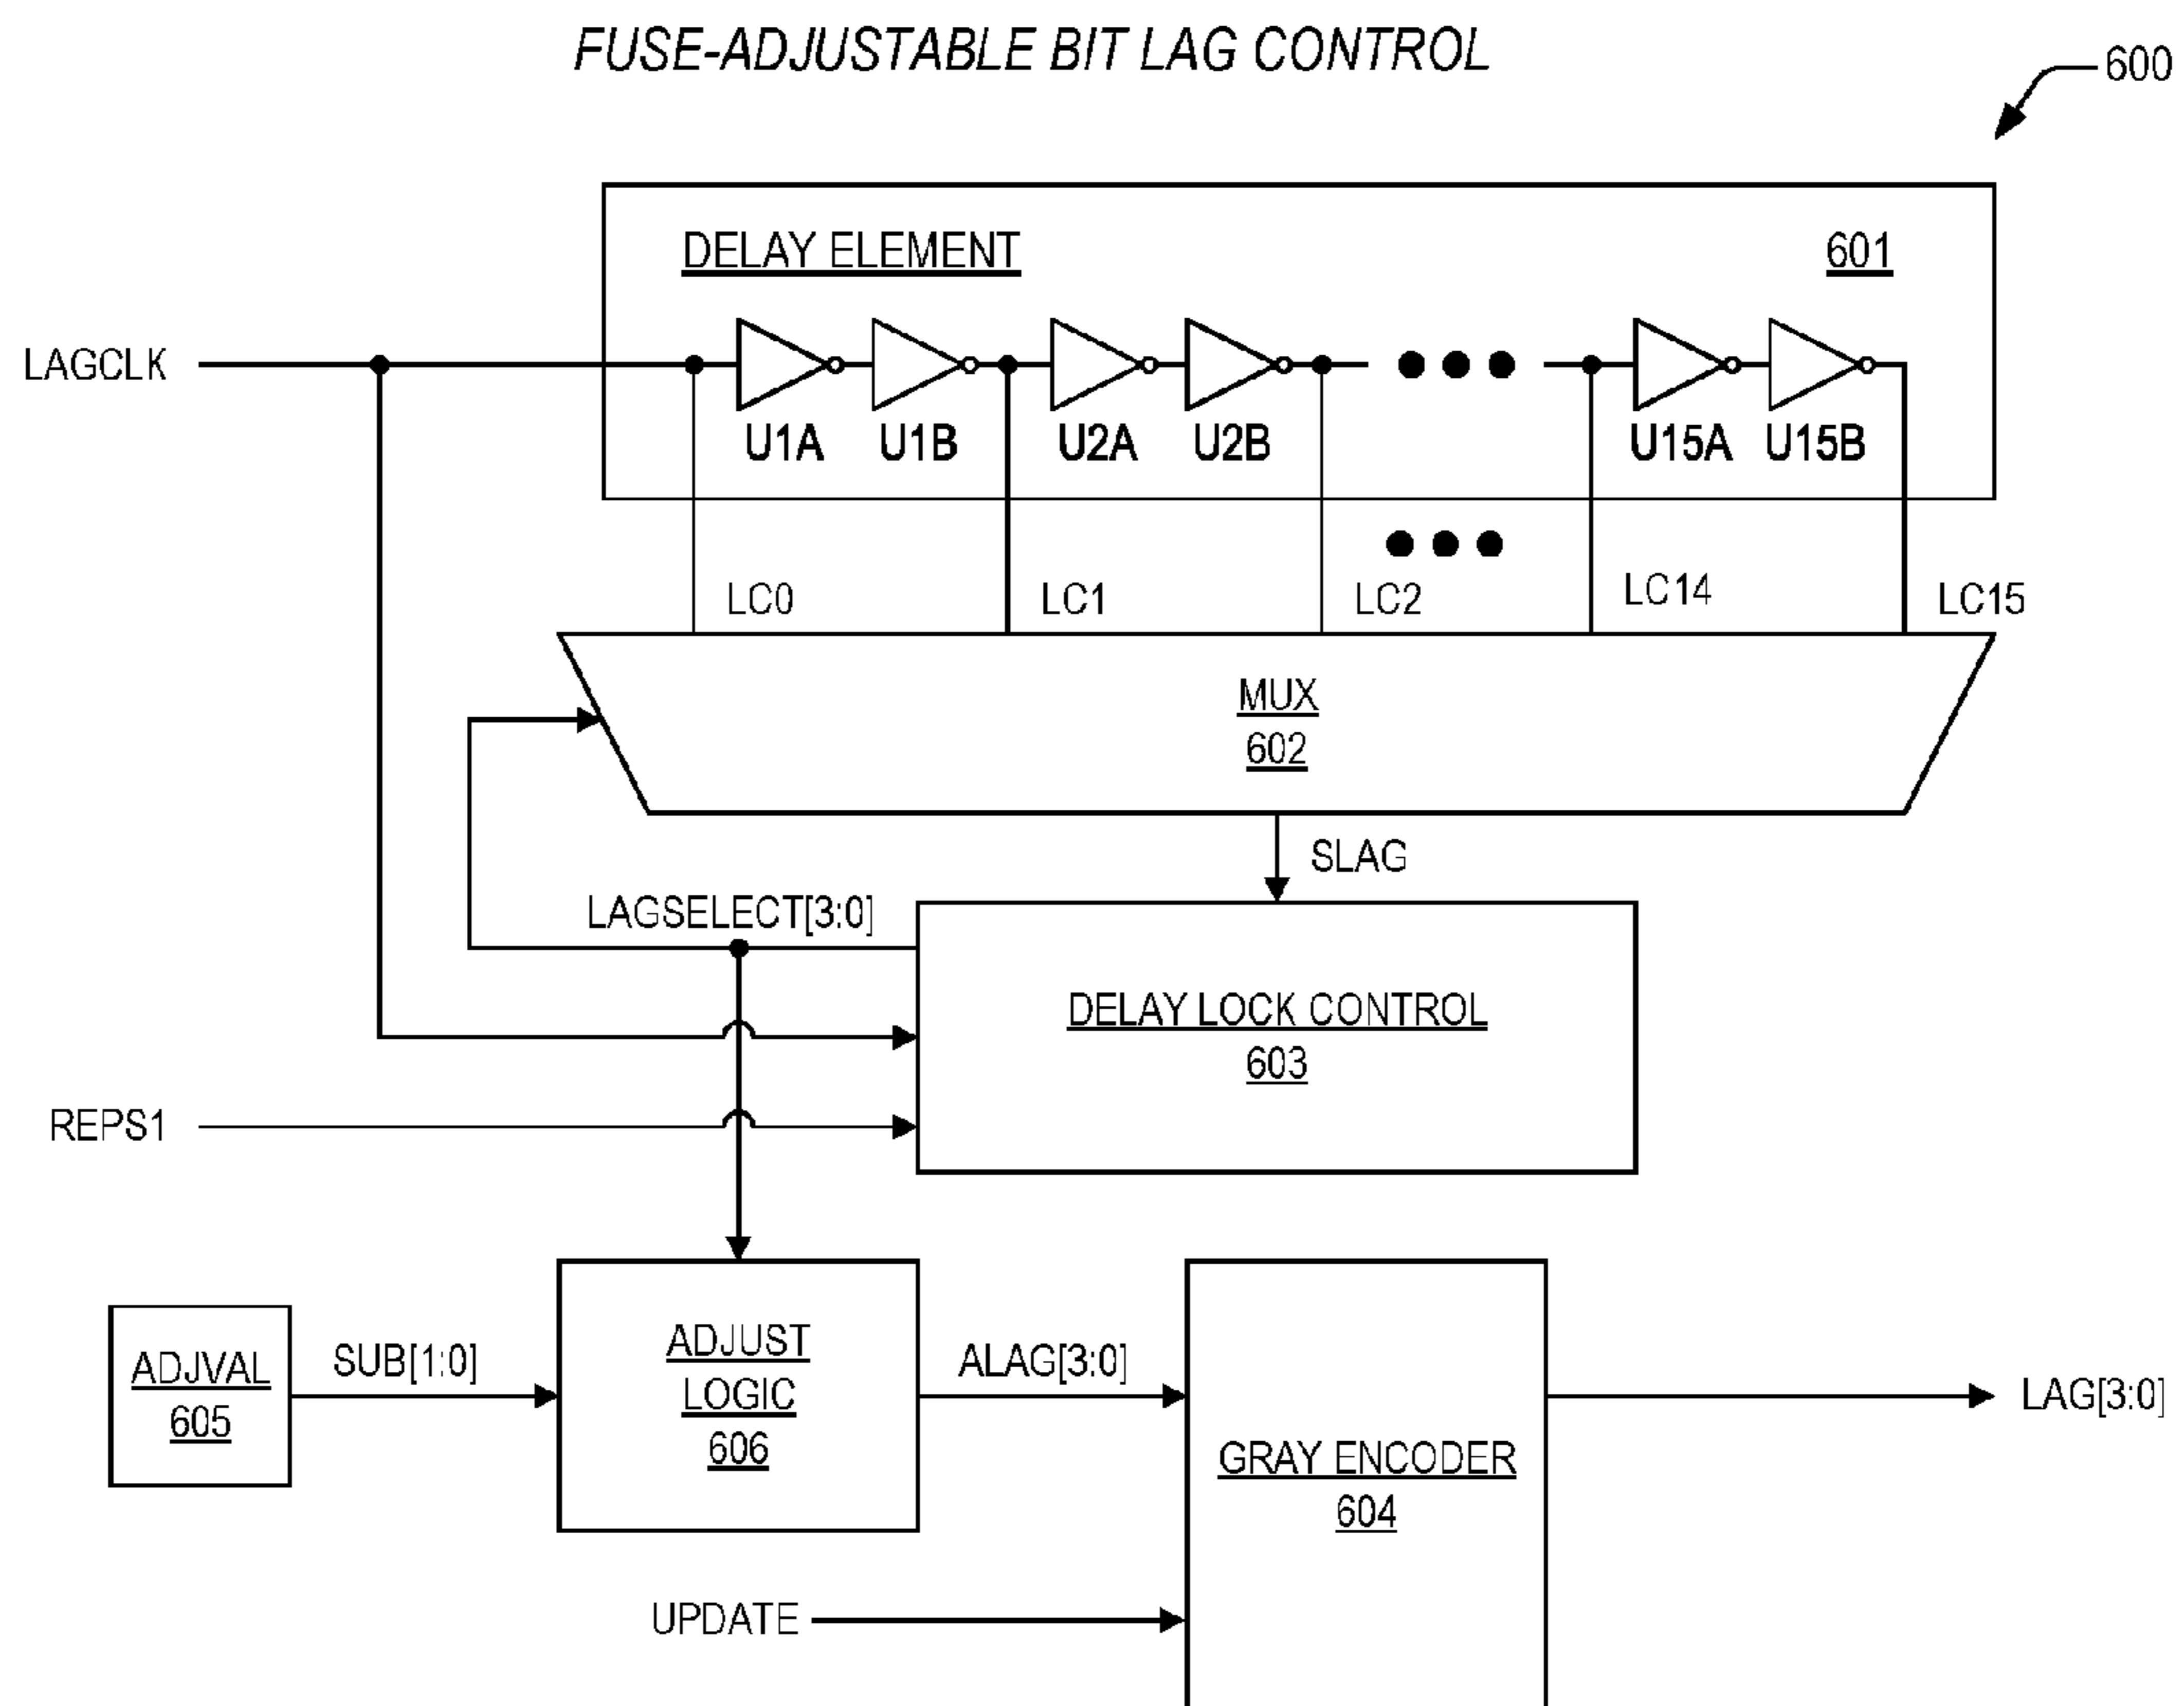 FUSE-ADJUSTABLE BIT LAG CONTROL
600
DELAY ELEMENT
601
LAGCLK
U1A
U1B
U2A
U2B
U15A
U15B
LC0
LC1
LC2
LC14
LC15
MUX
602
SLAG
LAGSELECT[3:0]
DELAY LOCK CONTROL
603
REPS1
ADJVAL
605
SUB[1:0]
ADJUST
LOGIC
606
ALAG[3:0]
GRAY ENCODER
604
LAG[3:0]
UPDATE